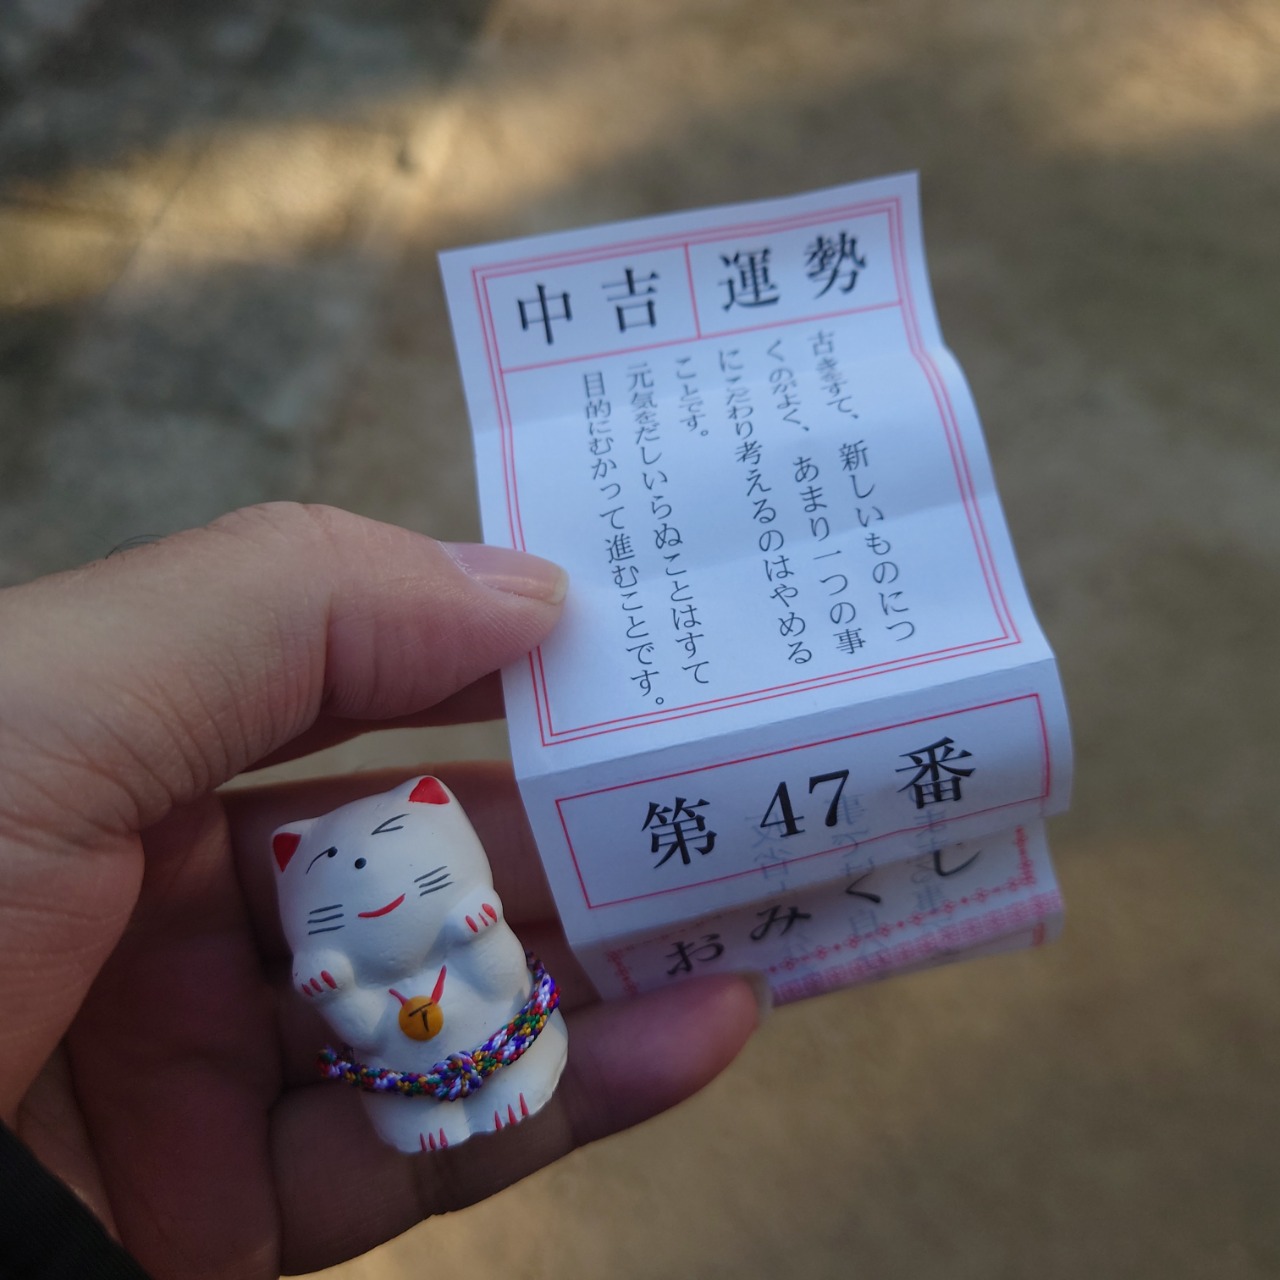 運勢
中吉
古きをすて、新しいものにつ
くのがよく、あまり一つの事
にこだわり考えるのはやめる
ことです。
元気をだしいらぬことはすて
目的にむかって進むことです。
第47番
おみくじ